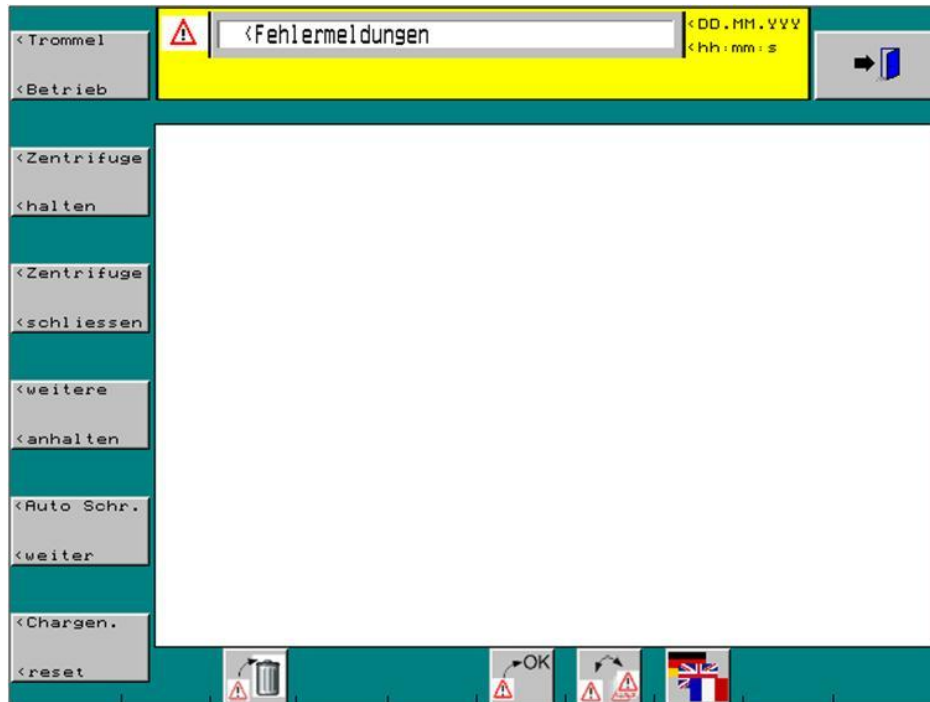 <Trommel
<Betrieb
<Fehlermeldungen
<DD.MM.YYY
<hh:mm:s
<Zentrifuge
<halten
<Zentrifuge
<schliessen
<weitere
<anhalten
<Auto Schr.
<weiter
<Chargen.
<reset
OK